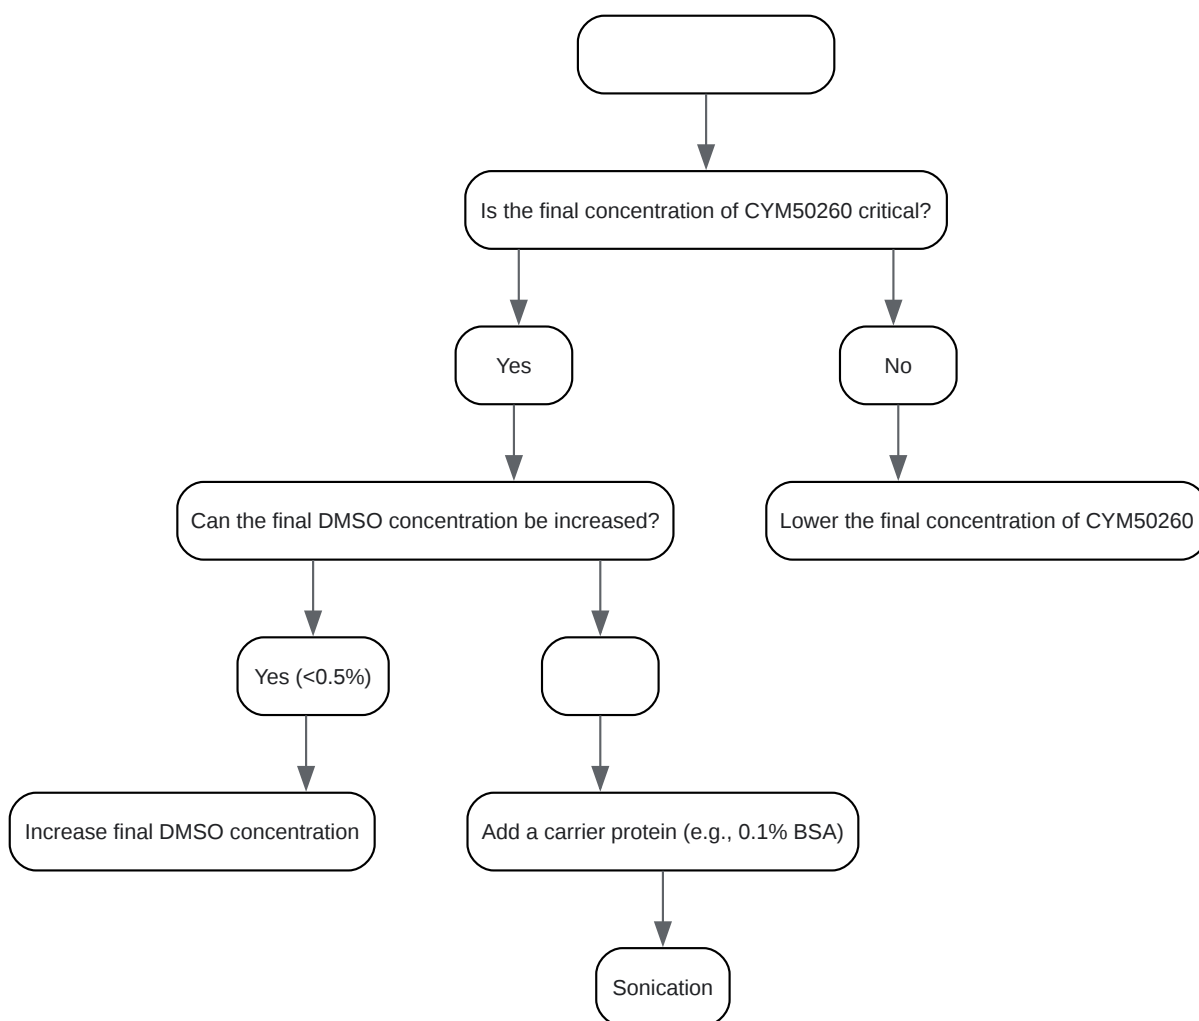 Is the final concentration of CYM50260 critical?
Yes
No
Can the final DMSO concentration be increased?
Lower the final concentration of CYM50260
Yes (<0.5%)
Increase final DMSO concentration
Add a carrier protein (e.g., 0.1% BSA)
Sonication